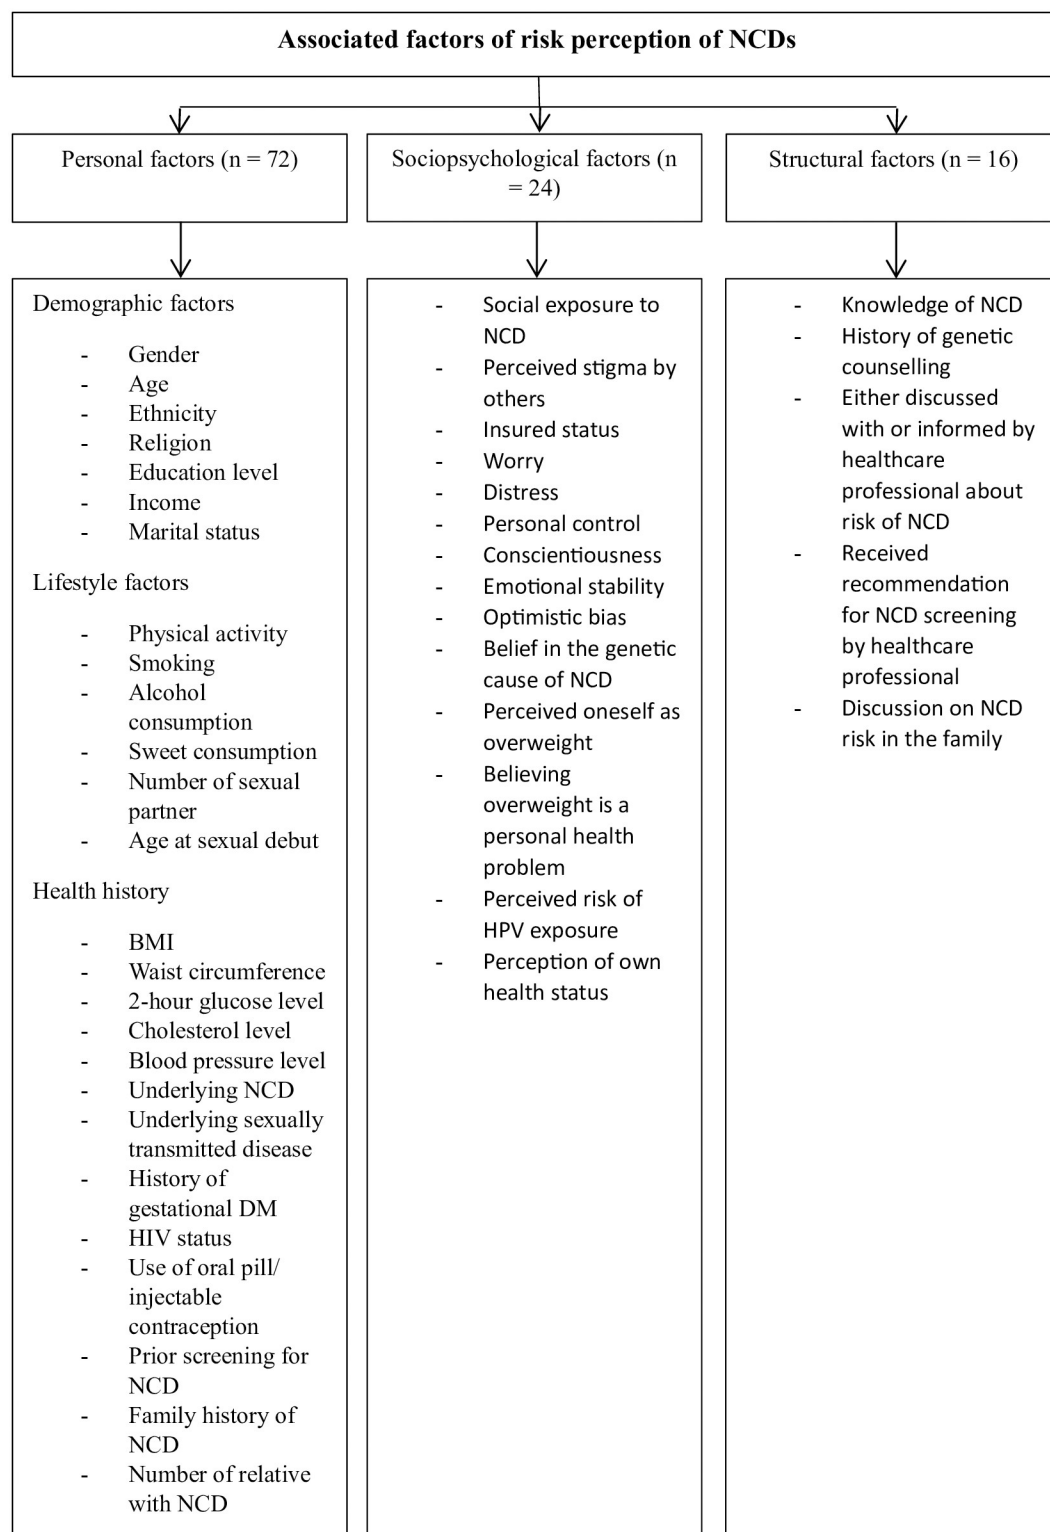 Associated factors of risk perception of NCDs
Personal factors (n = 72)
Sociopsychological factors (n
= 24)
Structural factors (n = 16)
Demographic factors
- Gender
- Age
- Ethnicity
- Religion
- Education level
- Income
- Marital status
Lifestyle factors
- Physical activity
- Smoking
- Alcohol
consumption
- Sweet consumption
- Number of sexual
partner
- Age at sexual debut
Health history
- BMI
- Waist circumference
- 2-hour glucose level
- Cholesterol level
- Blood pressure level
- Underlying NCD
- Underlying sexually
transmitted disease
- History of
gestational DM
- HIV status
- Use of oral pill/
injectable
contraception
- Prior screening for
NCD
- Family history of
NCD
- Number of relative
with NCD
- Social exposure to
NCD
- Perceived stigma by
others
- Insured status
- Worry
- Distress
- Personal control
- Conscientiousness
- Emotional stability
- Optimistic bias
- Belief in the genetic
cause of NCD
- Perceived oneself as
overweight
- Believing
overweight is a
personal health
problem
- Perceived risk of
HPV exposure
- Perception of own
health status
- Knowledge of NCD
- History of genetic
counselling
- Either discussed
with or informed by
healthcare
professional about
risk of NCD
- Received
recommendation
for NCD screening
by healthcare
professional
- Discussion on NCD
risk in the family